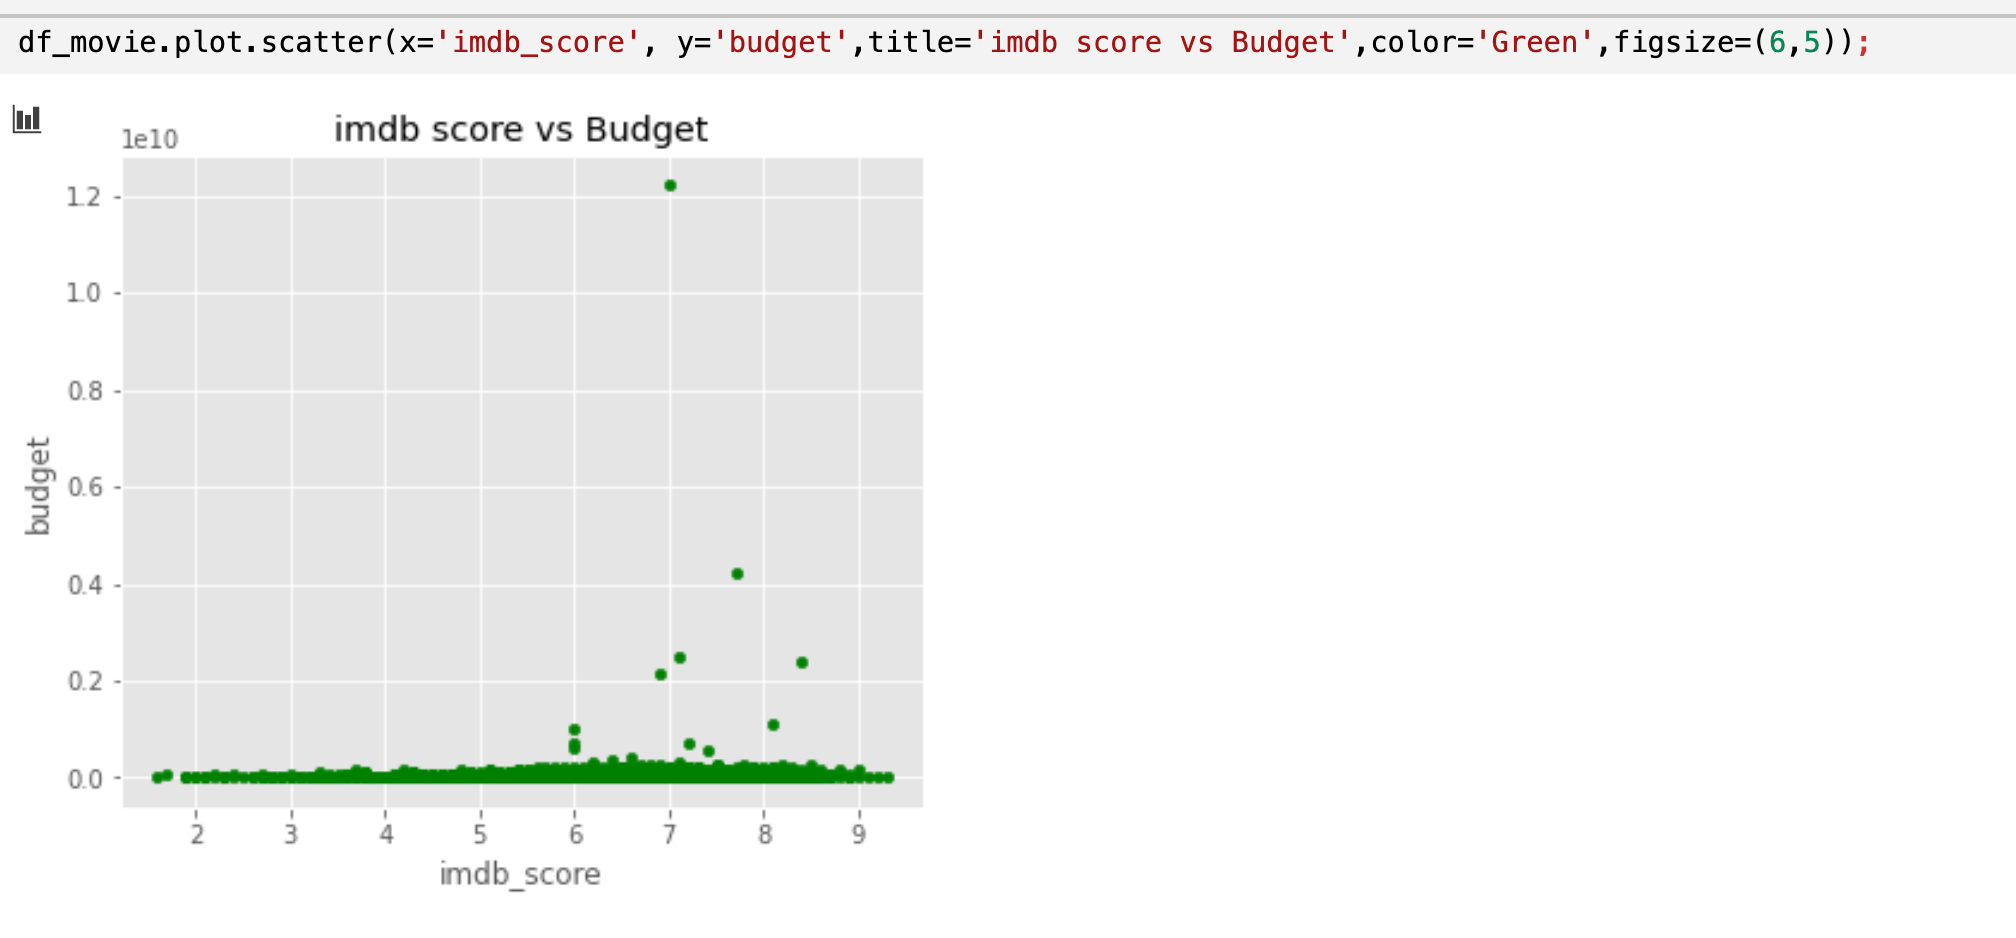 df_movie.plot.scatter(x='imdb_score', y='budget',title='imdb score vs Budget',color='Green',figsize=(6,5));
imdb score vs Budget
1e10
1.2
1.0
0.8
0.6
0.4
0.2
0.0
budget
2 3 4 5 6 7 8 9
imdb_score